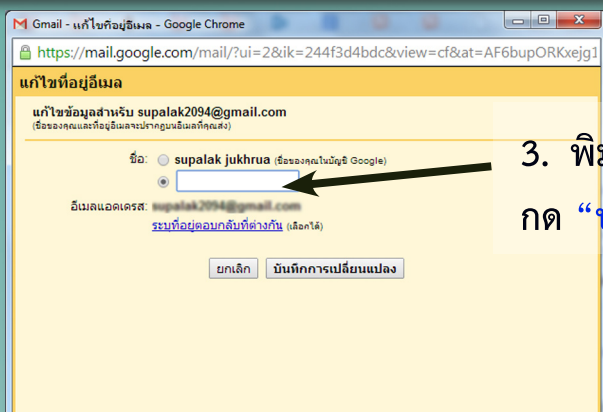 Gmail - แก้ไขที่อยู่อีเมล - Google Chrome
https://mail.google.com/mail/?ui=2&ik=244f3d4bdc&view=cf&at=AF6bupORKxejg1
แก้ไขที่อยู่อีเมล
แก้ไขข้อมูลสำหรับ supalak2094@gmail.com
(ชื่อของคุณและที่อยู่อีเมลจะปรากฏบนอีเมลที่คุณส่ง)
ชื่อ: supalak jukhrua (ชื่อของคุณในบัญชี Google)
อีเมลแอดเดรส:
ระบุที่อยู่ตอบกลับที่ต่างกัน (เลือกได้)
ยกเลิก บันทึกการเปลี่ยนแปลง
3. พิม
กด “